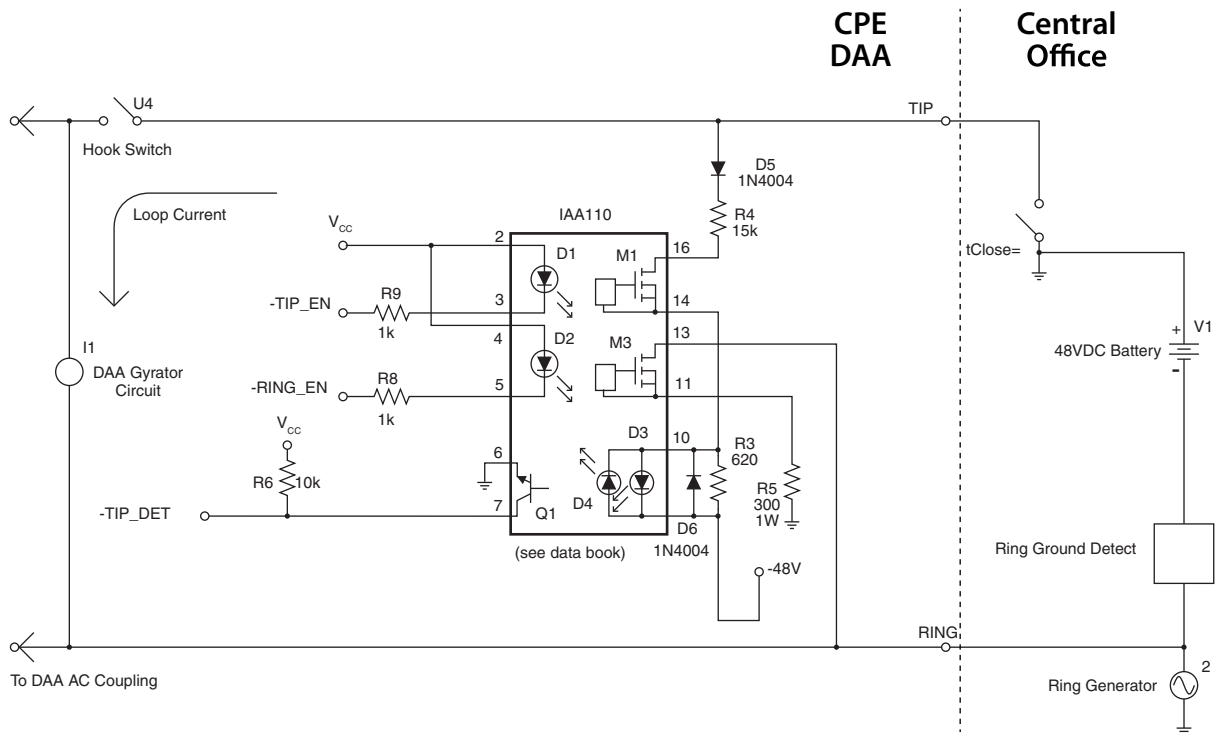 CPE
DAA
Central
Office
U4
TIP
Hook Switch
D5
1N4004
Loop Current
IAA110
R4
15k
V_CC
2
16
D1
M1
tClose=
-TIP_EN
R9
1k
3
14
4
13
D2
M3
V1
+
48VDC Battery
-
I1
DAA Gyrator
Circuit
-RING_EN
R8
1k
5
11
V_CC
D3
10
R3
620
6
R6
10k
D4
R5
300
1W
-TIP_DET
7
Q1
D6
1N4004
(see data book)
-48V
Ring Ground Detect
RING
To DAA AC Coupling
2
Ring Generator